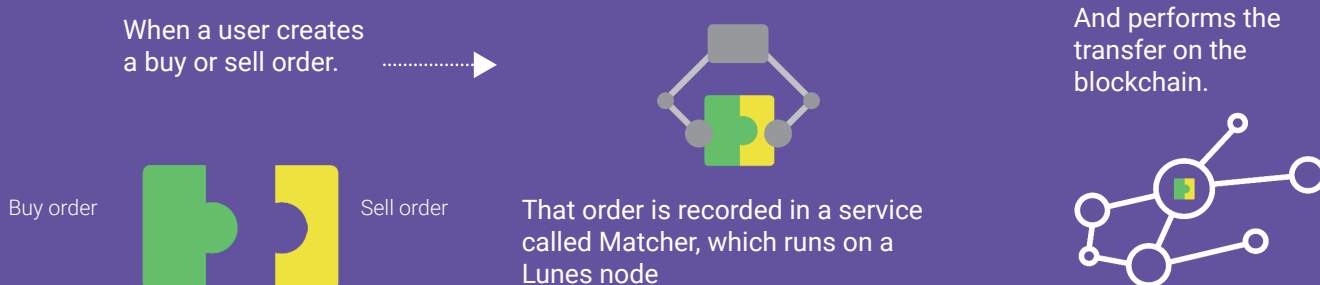 When a user creates
a buy or sell order.
Buy order
Sell order
That order is recorded in a service
called Matcher, which runs on a
Lunes node
And performs the
transfer on the
blockchain.